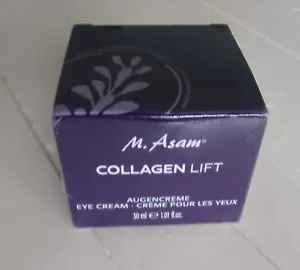 M. Asam®
COLLAGEN LIFT
AUGENCREME
EYE CREAM - CRÈME POUR LES YEUX
30 ml ℮ 1.01 fl.oz.